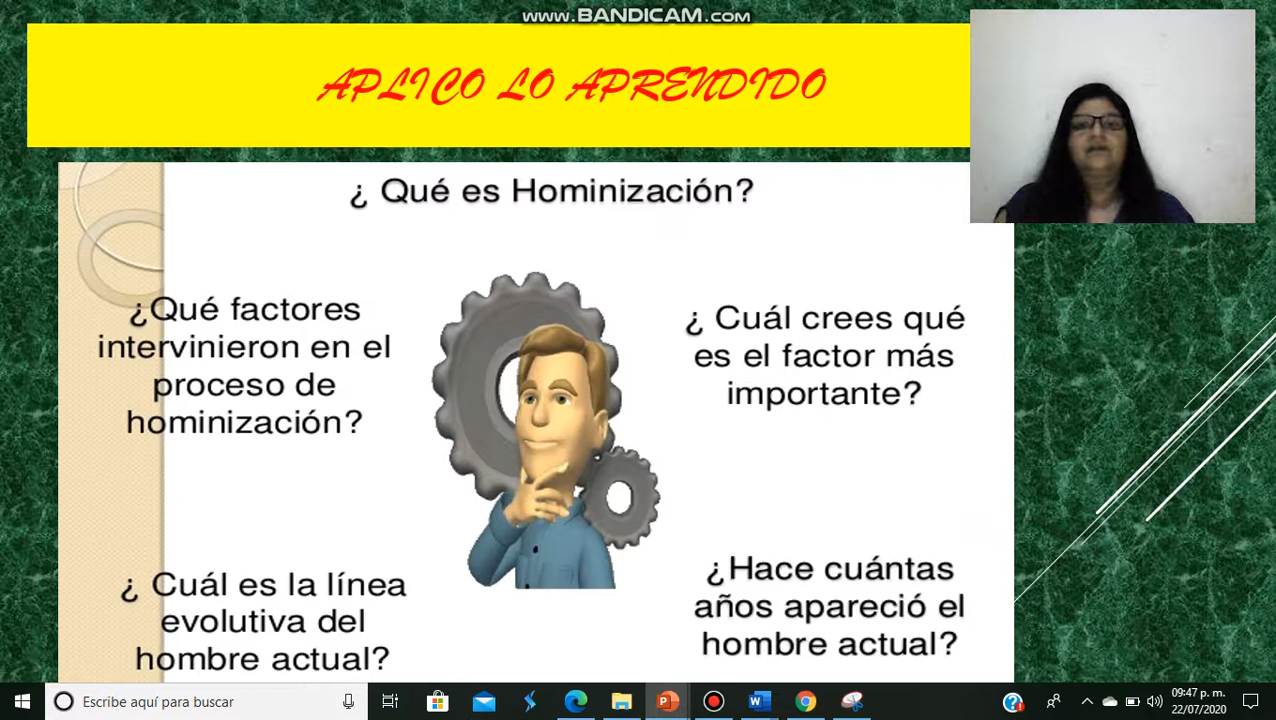 www.BANDICAM.com
APLICO LO APRENDIDO
¿ Qué es Hominización?
¿Qué factores
intervinieron en el
proceso de
hominización?
¿ Cuál crees qué
es el factor más
importante?
¿ Cuál es la línea
evolutiva del
hombre actual?
¿Hace cuántas
años apareció el
hombre actual?
Escribe aquí para buscar
09:47 p. m.
22/07/2020